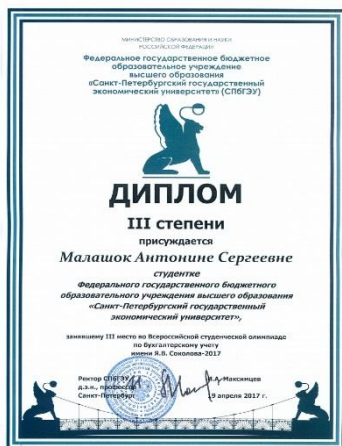 МИНИСТЕРСТВО ОБРАЗОВАНИЯ И НАУКИ
РОССИЙСКОЙ ФЕДЕРАЦИИ
Федеральное государственное бюджетное
образовательное учреждение
высшего образования
«Санкт-Петербургский государственный
экономический университет» (СПбГЭУ)
ДИПЛОМ
III степени
присуждается
Малашок Антонине Сергеевне
студентке
Федерального государственного бюджетного
образовательного учреждения высшего образования
«Санкт-Петербургский государственный
экономический университет»,
занявшему III место во Всероссийской студенческой олимпиаде
по бухгалтерскому учету
имени Я.В. Соколова-2017
Ректор СПбГЭУ
Максимцев
д.э.н., профессор
Санкт-Петербург
апреля 2017 г.